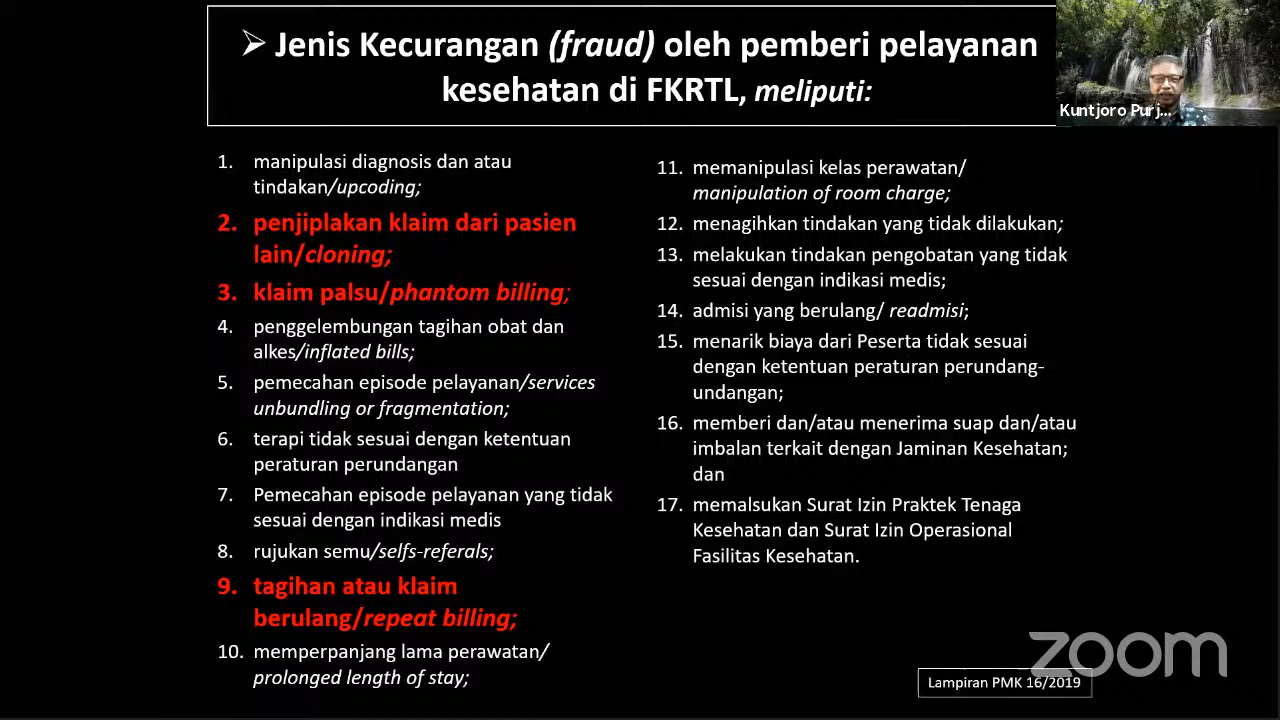 ➢ Jenis Kecurangan (fraud) oleh pemberi pelayanan
kesehatan di FKRTL, meliputi:
Kuntjoro Purj...
1. manipulasi diagnosis dan atau
tindakan/upcoding;
2. penjiplakan klaim dari pasien
lain/cloning;
3. klaim palsu/phantom billing;
4. penggelembungan tagihan obat dan
alkes/inflated bills;
5. pemecahan episode pelayanan/services
unbundling or fragmentation;
6. terapi tidak sesuai dengan ketentuan
peraturan perundangan
7. Pemecahan episode pelayanan yang tidak
sesuai dengan indikasi medis
8. rujukan semu/selfs-referals;
9. tagihan atau klaim
berulang/repeat billing;
10. memperpanjang lama perawatan/
prolonged length of stay;
11. memanipulasi kelas perawatan/
manipulation of room charge;
12. menagihkan tindakan yang tidak dilakukan;
13. melakukan tindakan pengobatan yang tidak
sesuai dengan indikasi medis;
14. admisi yang berulang/ readmisi;
15. menarik biaya dari Peserta tidak sesuai
dengan ketentuan peraturan perundang-
undangan;
16. memberi dan/atau menerima suap dan/atau
imbalan terkait dengan Jaminan Kesehatan;
dan
17. memalsukan Surat Izin Praktek Tenaga
Kesehatan dan Surat Izin Operasional
Fasilitas Kesehatan.
zoom
Lampiran PMK 16/2019